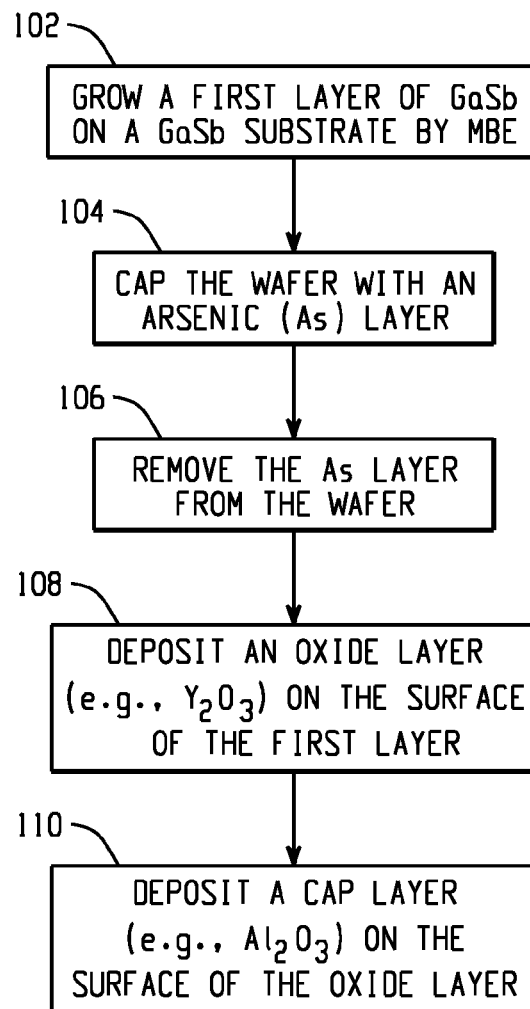 102
GROW A FIRST LAYER OF GaSb
ON A GaSb SUBSTRATE BY MBE
104
CAP THE WAFER WITH AN
ARSENIC (As) LAYER
106
REMOVE THE As LAYER
FROM THE WAFER
108
DEPOSIT AN OXIDE LAYER
(e.g., Y₂O₃) ON THE SURFACE
OF THE FIRST LAYER
110
DEPOSIT A CAP LAYER
(e.g., Al₂O₃) ON THE
SURFACE OF THE OXIDE LAYER